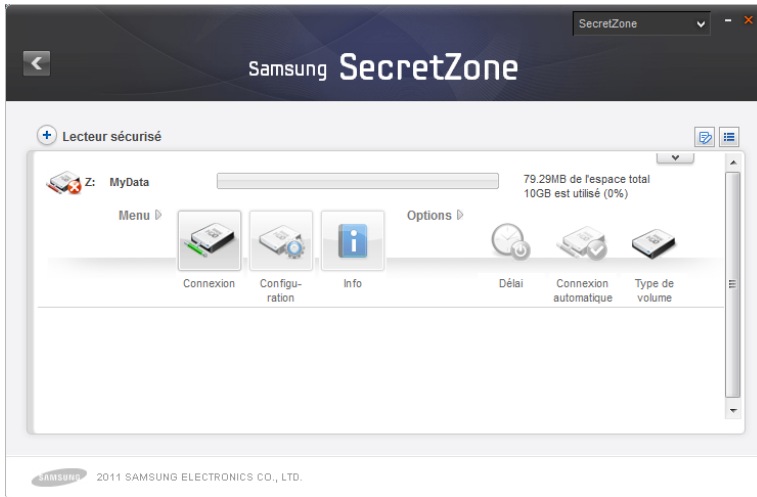 SecretZone
Samsung SecretZone
Lecteur sécurisé
Z: MyData
79.29MB de l'espace total
10GB est utilisé (0%)
Menu
Options
Connexion
Configu-
ration
Info
Délai
Connexion
automatique
Type de
volume
SAMSUNG 2011 SAMSUNG ELECTRONICS CO., LTD.